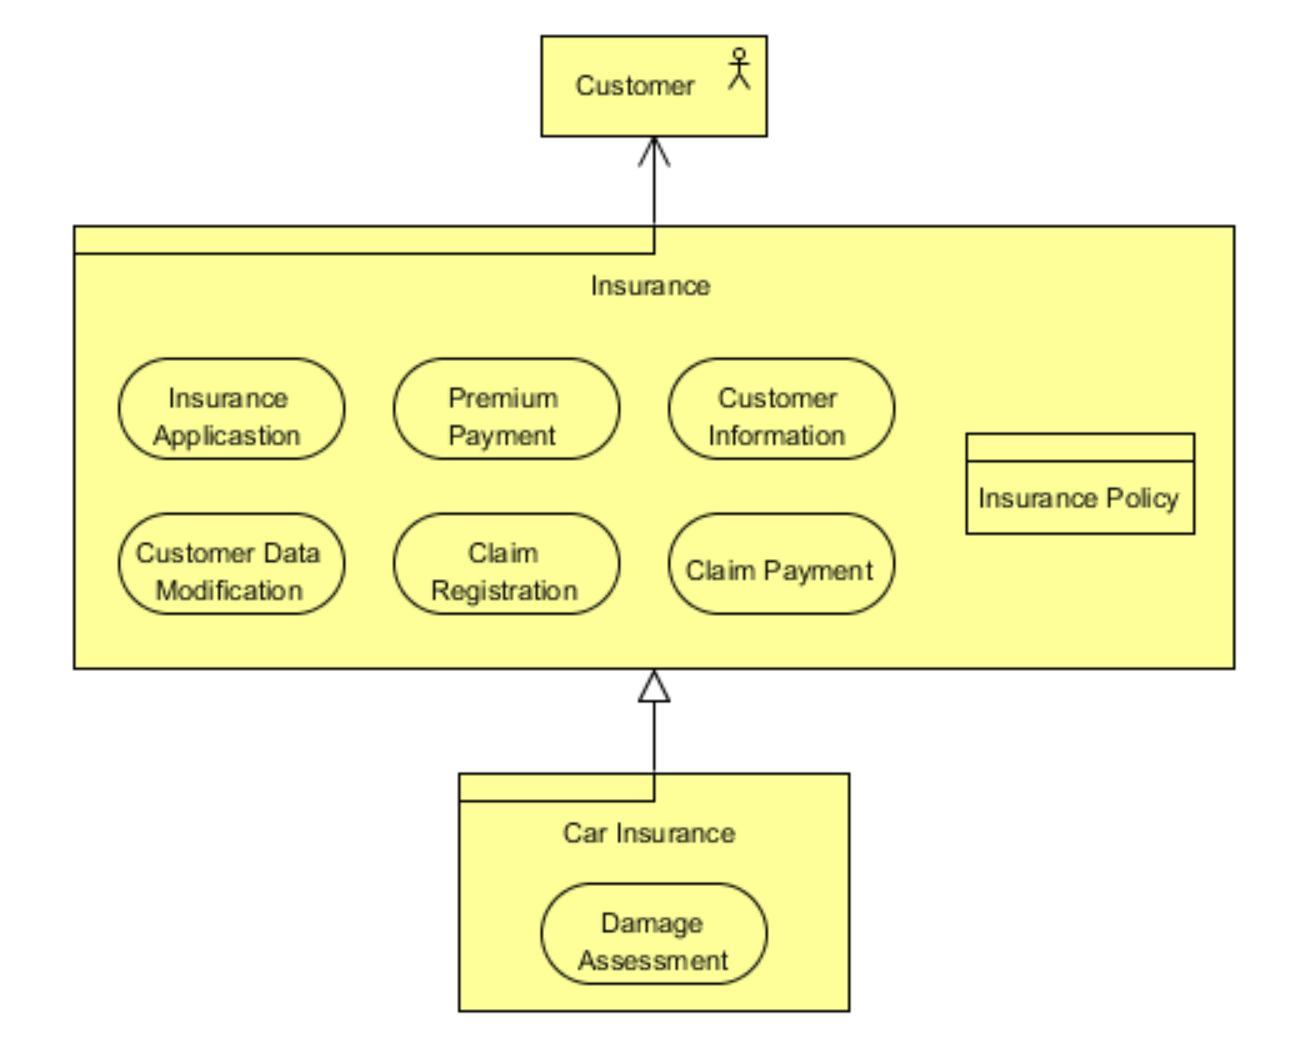 Customer
Insurance
Insurance
Applicastion
Premium
Payment
Customer
Information
Customer Data
Modification
Claim
Registration
Claim Payment
Insurance Policy
Car Insurance
Damage
Assessment